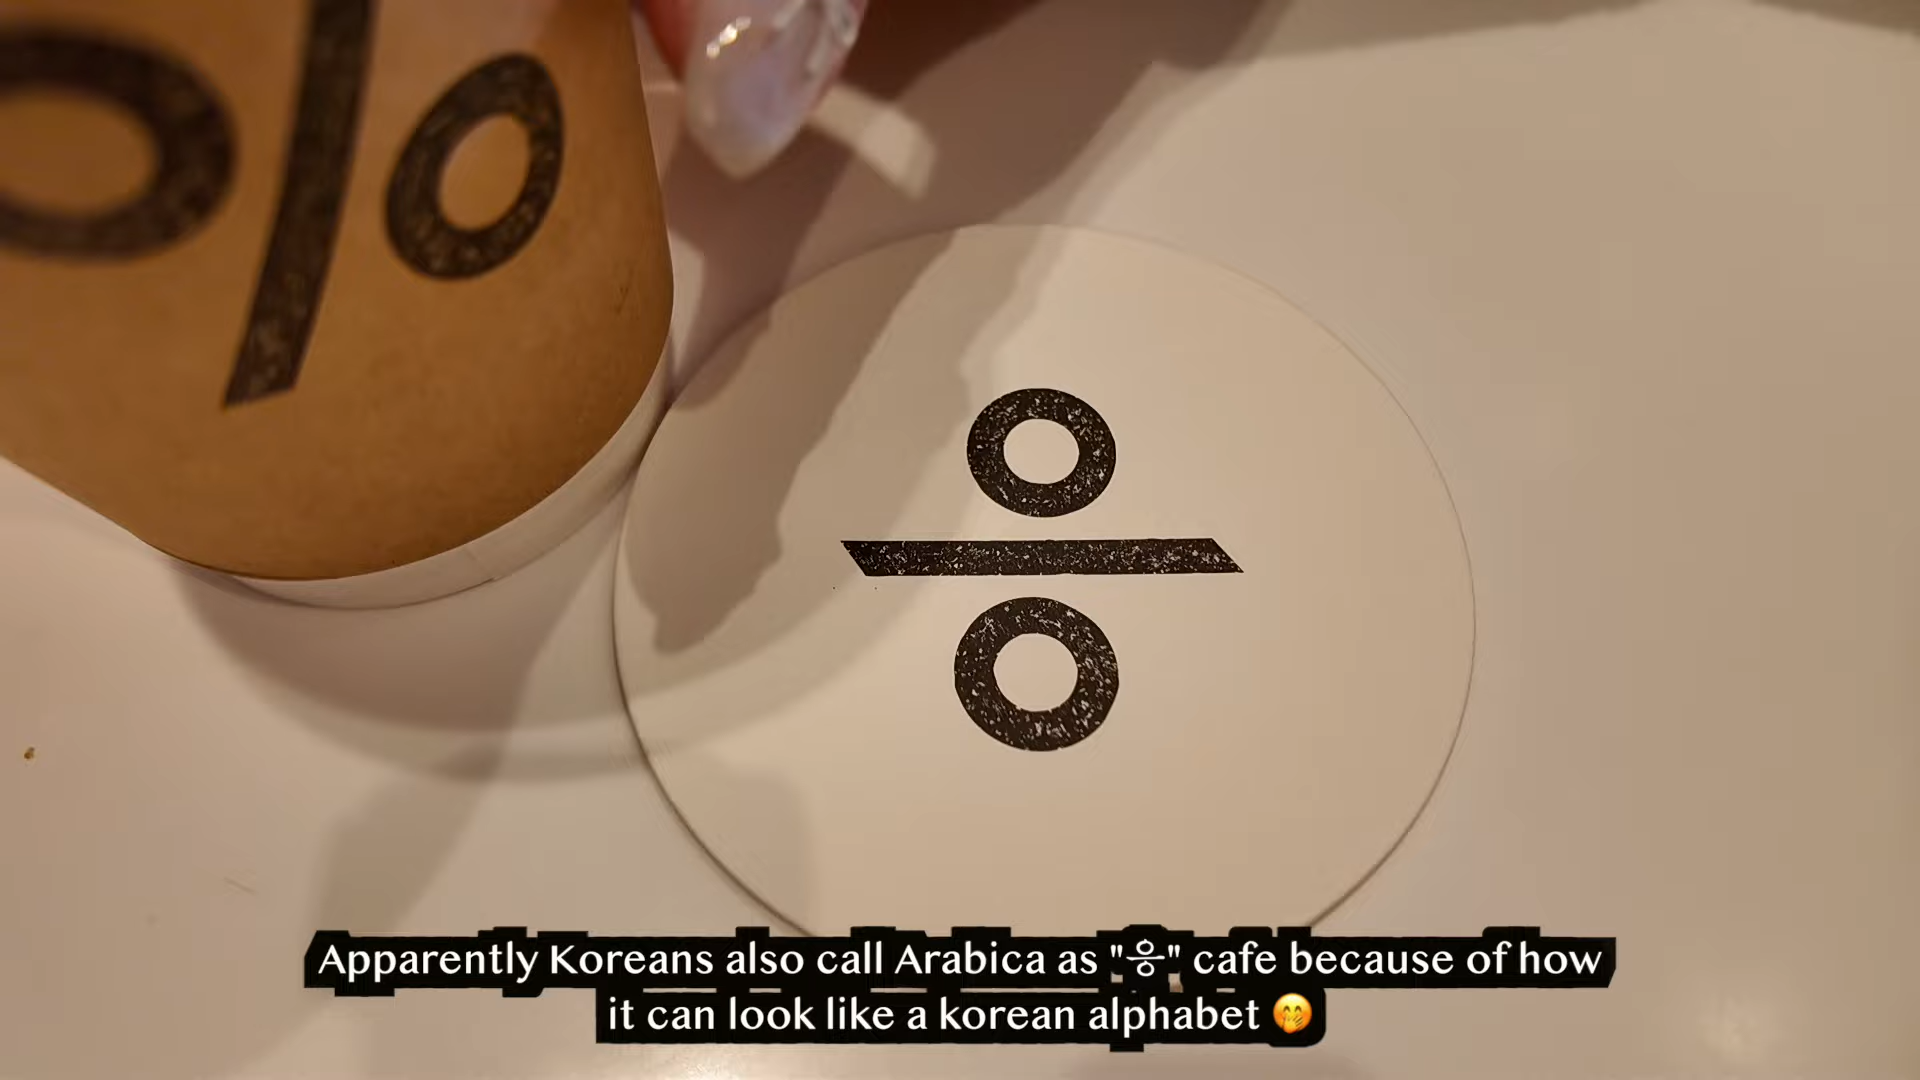 %
%
Apparently Koreans also call Arabica as "응" cafe because of how
it can look like a korean alphabet 🤭